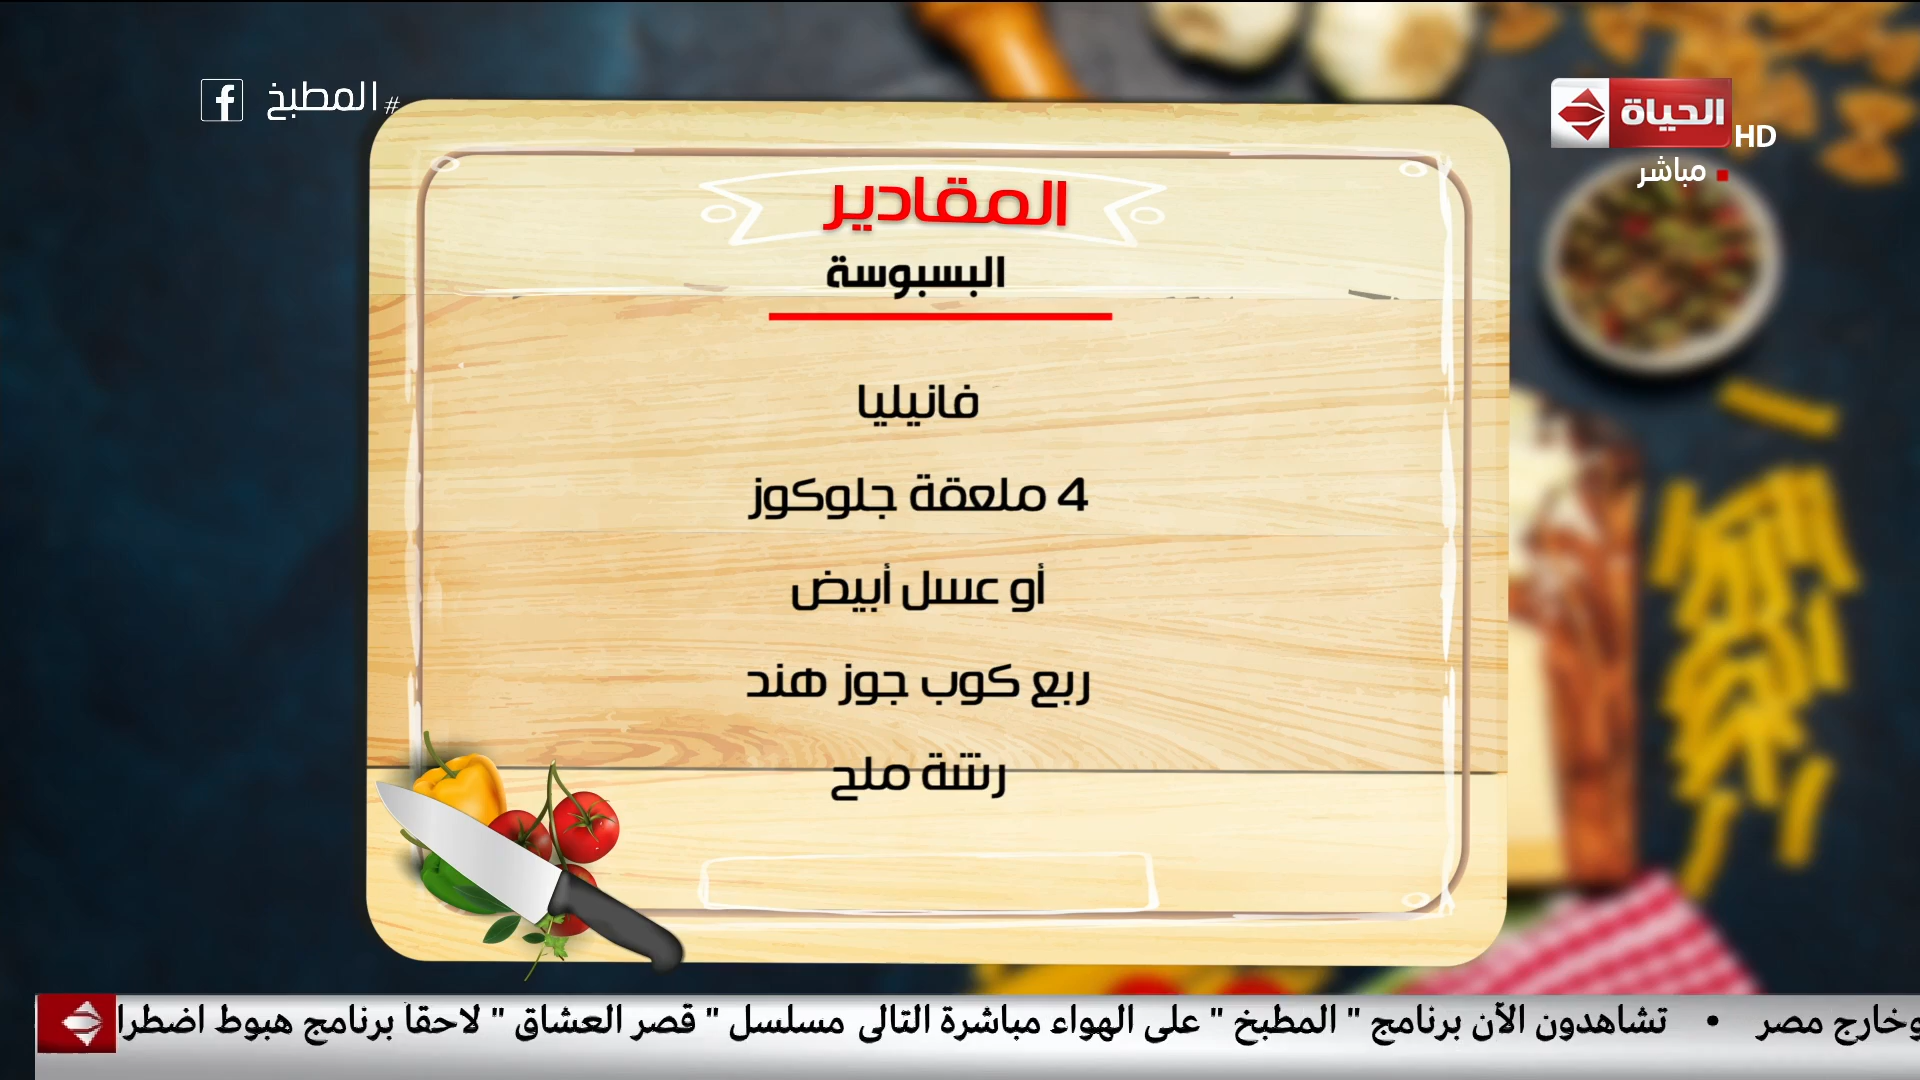 #المطبخ
الحياة
HD
مباشر
المقادير
البسبوسة
فانيليا
4 ملعقة جلوكوز
أو عسل أبيض
ربع كوب جوز هند
رشة ملح
وخارج مصر • تشاهدون الآن برنامج " المطبخ " على الهواء مباشرة التالى مسلسل " قصر العشاق " لاحقاً برنامج هبوط اضطرا